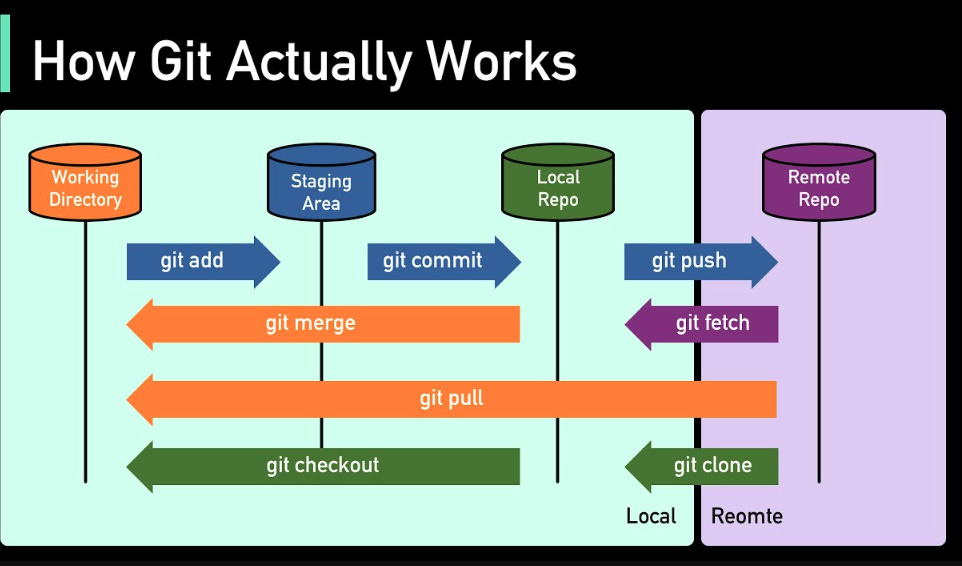 How Git Actually Works
Working
Directory
Staging
Area
Local
Repo
Remote
Repo
git add
git commit
git push
git merge
git fetch
git pull
git checkout
git clone
Local
Reomte